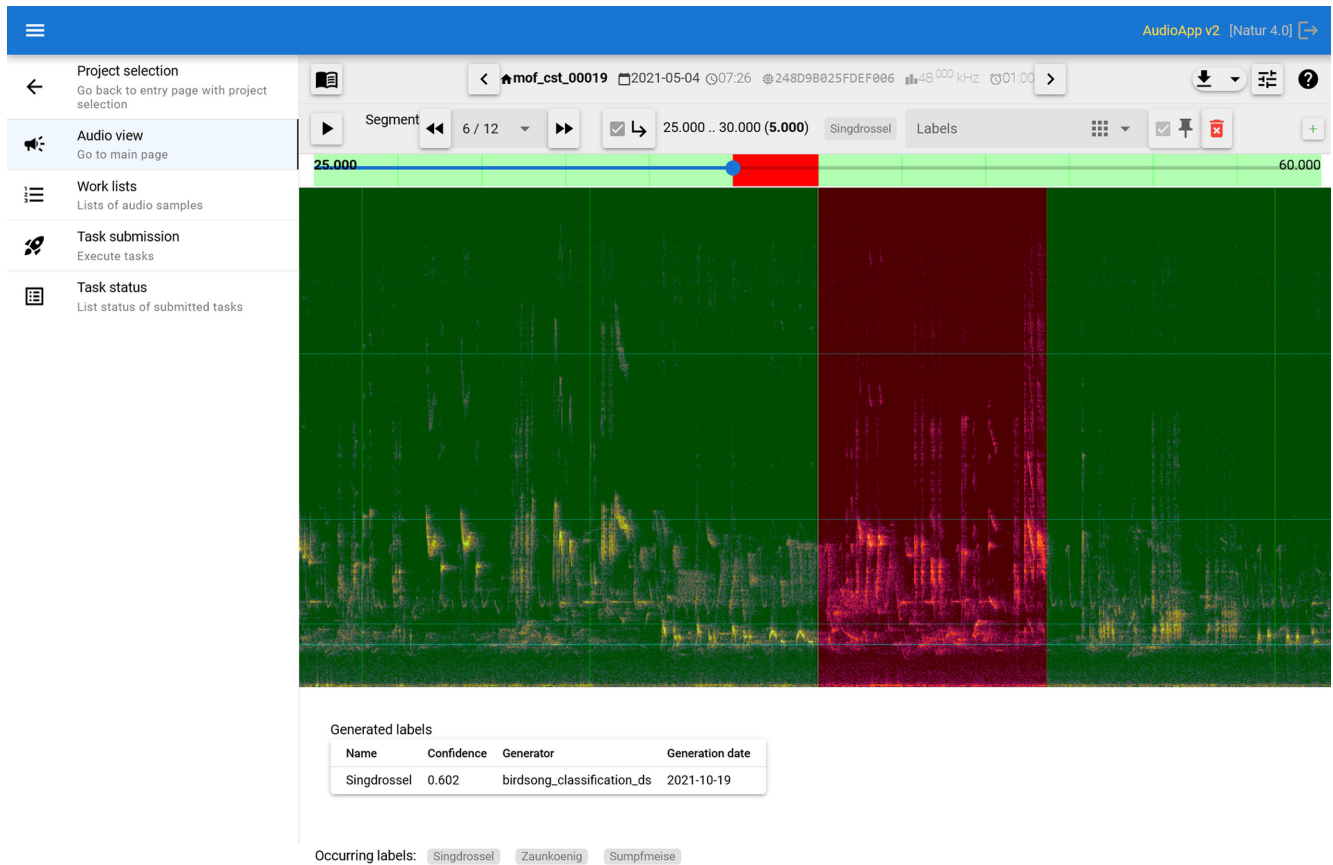 AudioApp v2 [Natur 4.0]
Project selection
Go back to entry page with project
selection
Audio view
Go to main page
Work lists
Lists of audio samples
Task submission
Execute tasks
Task status
List status of submitted tasks
mof_cst_00019 2021-05-04 07:26 248D9B025FDEF006 48 000 kHz 01:00
Segment 6 / 12 25.000 .. 30.000 (5.000) Singdrossel Labels
25.000 60.000
Generated labels
Name Confidence Generator Generation date
Singdrossel 0.602 birdsong_classification_ds 2021-10-19
Occurring labels: Singdrossel Zaunkoenig Sumpfmeise